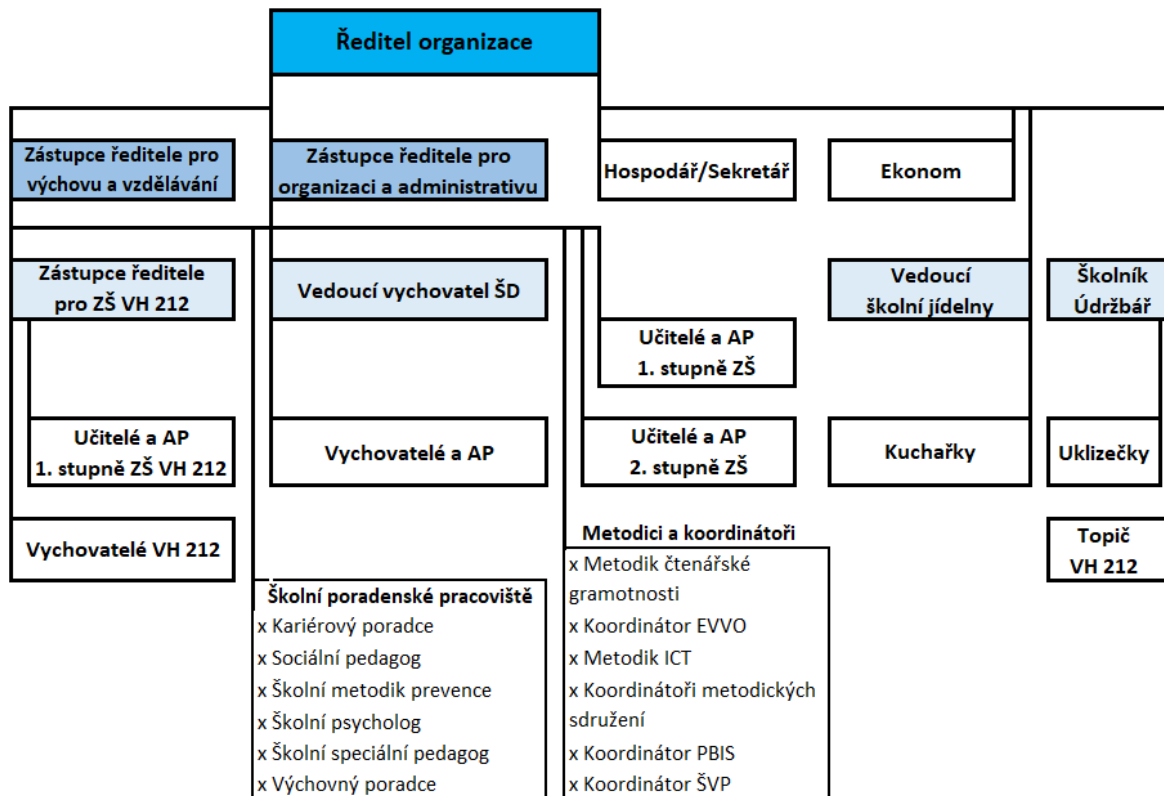 Ředitel organizace
Zástupce ředitele pro
výchovu a vzdělávání
Zástupce ředitele pro
organizaci a administrativu
Hospodář/Sekretář
Ekonom
Zástupce ředitele
pro ZŠ VH 212
Vedoucí vychovatel ŠD
Vedoucí
školní jídelny
Školník
Údržbář
Učitelé a AP
1. stupně ZŠ
Učitelé a AP
1. stupně ZŠ VH 212
Vychovatelé a AP
Učitelé a AP
2. stupně ZŠ
Kuchařky
Uklizečky
Vychovatelé VH 212
Topič
VH 212
Školní poradenské pracoviště
x Kariérový poradce
x Sociální pedagog
x Školní metodik prevence
x Školní psycholog
x Školní speciální pedagog
x Výchovný poradce
Metodici a koordinátoři
x Metodik čtenářské
gramotnosti
x Koordinátor EVVO
x Metodik ICT
x Koordinátoři metodických
sdružení
x Koordinátor PBIS
x Koordinátor ŠVP